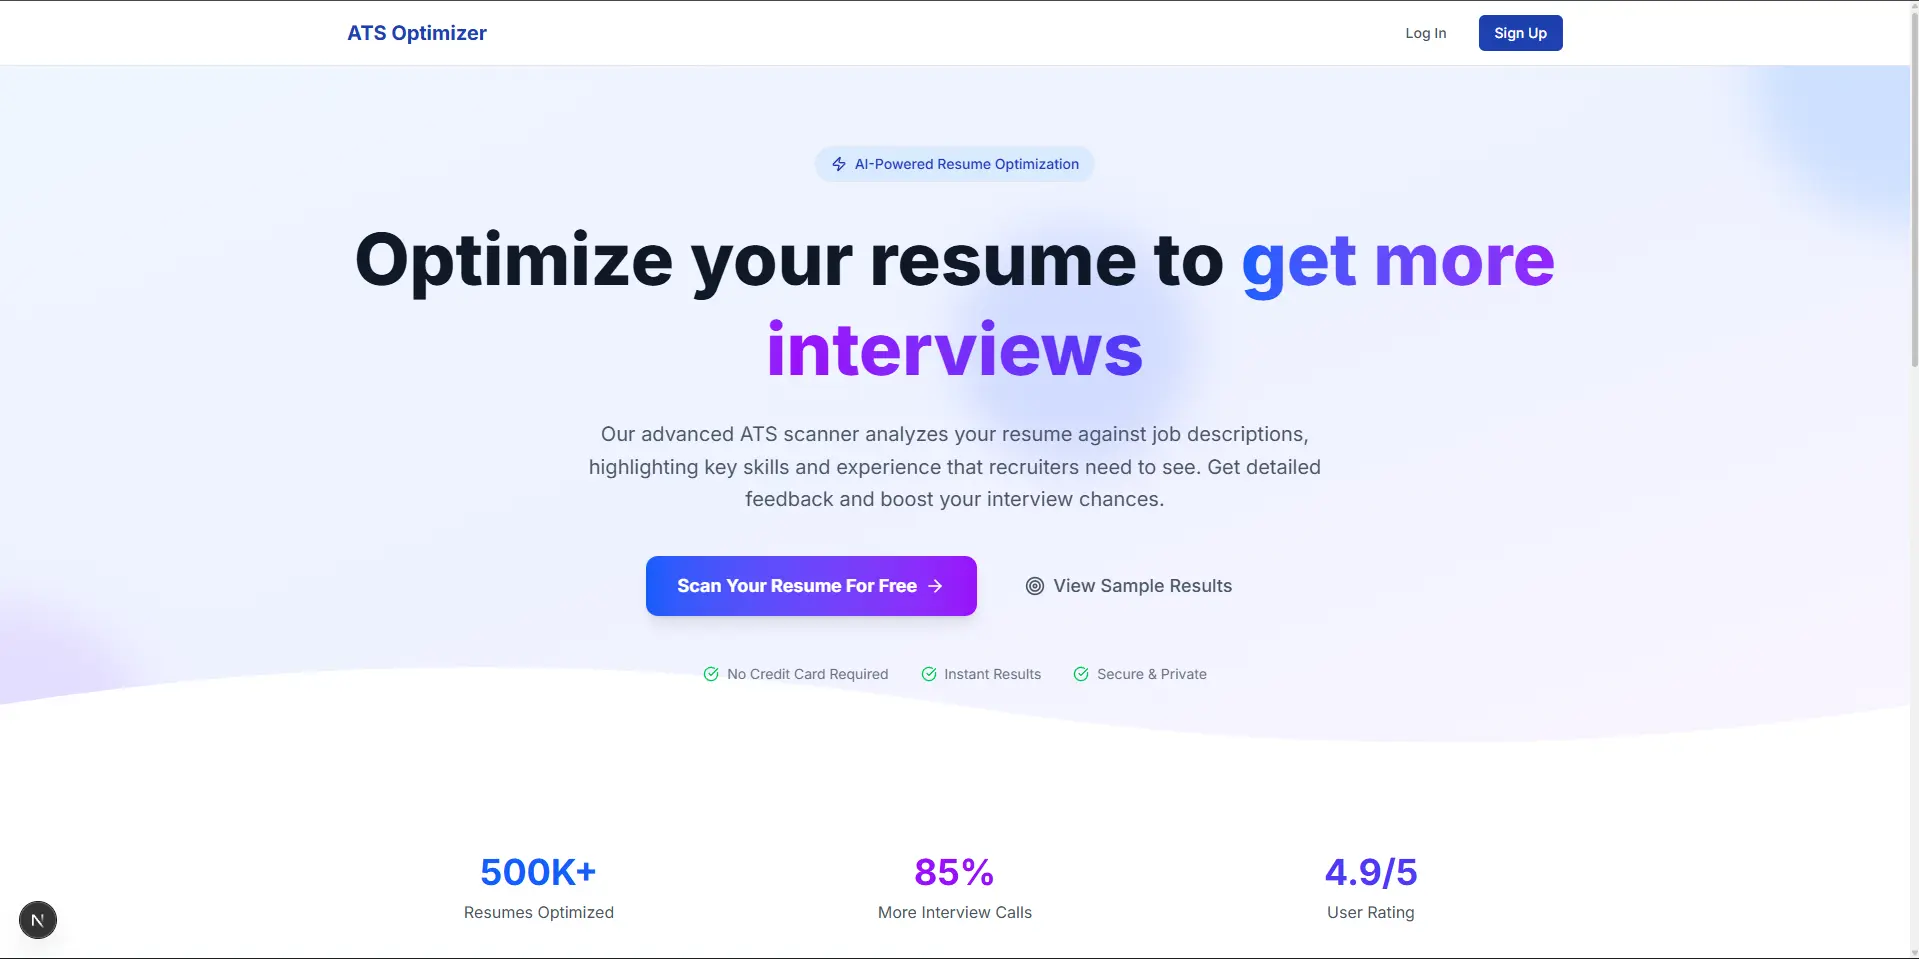 ATS Optimizer
Log In
Sign Up
AI-Powered Resume Optimization
Optimize your resume to get more
interviews
Our advanced ATS scanner analyzes your resume against job descriptions,
highlighting key skills and experience that recruiters need to see. Get detailed
feedback and boost your interview chances.
Scan Your Resume For Free →
View Sample Results
No Credit Card Required
Instant Results
Secure & Private
500K+
Resumes Optimized
85%
More Interview Calls
4.9/5
User Rating
N